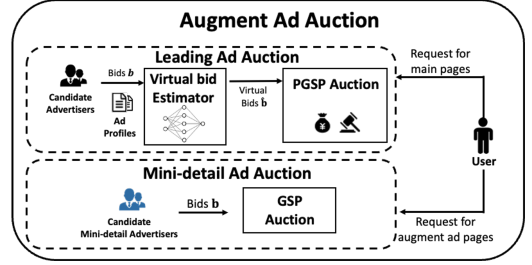 Augment Ad Auction
Leading Ad Auction
Bids b
Candidate
Advertisers
Ad
Profiles
Virtual bid
Estimator
Virtual
Bids b̃
PGSP Auction
Request for
main pages
User
Mini-detail Ad Auction
Candidate
Mini-detail Advertisers
Bids b
GSP
Auction
Request for
augment ad pages